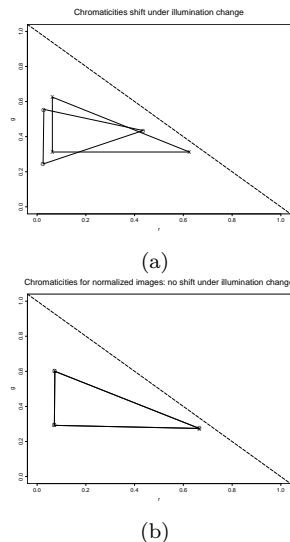 Chromaticities shift under illumination change
1.0
0.8
0.6
0.4
0.2
0.0
g
0.0 0.2 0.4 0.6 0.8 1.0
r
(a)
Chromaticities for normalized images: no shift under illumination change
1.0
0.8
0.6
0.4
0.2
0.0
g
0.0 0.2 0.4 0.6 0.8 1.0
r
(b)